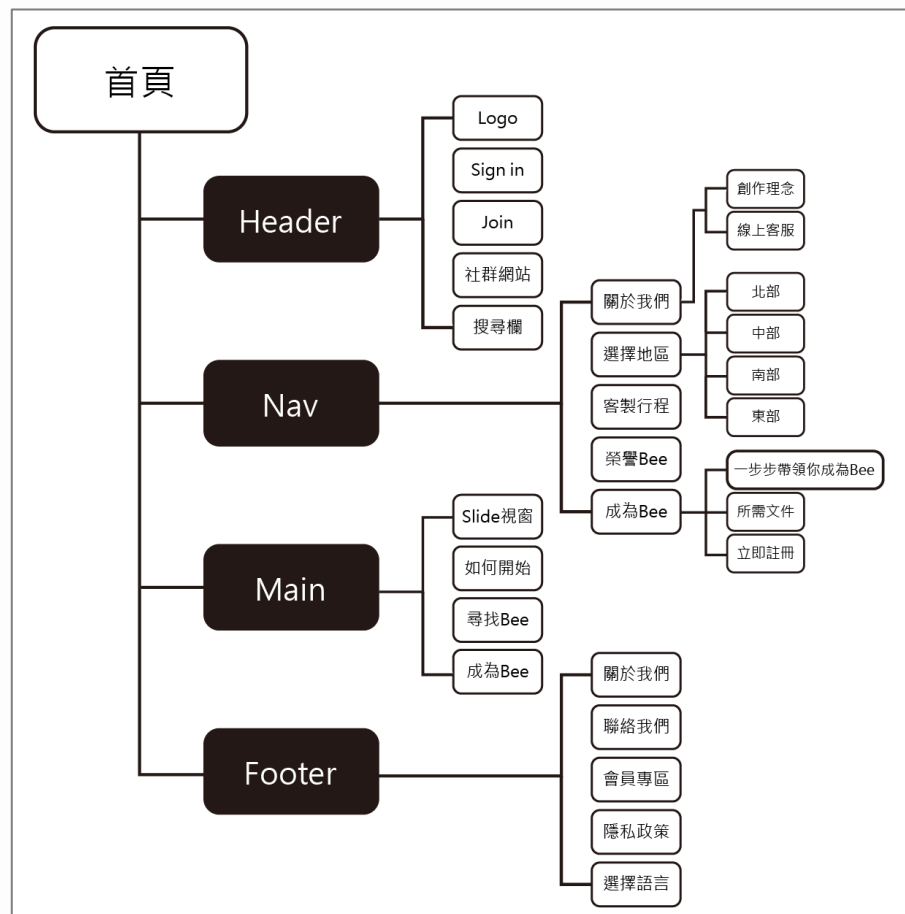 首頁
Header
Logo
Sign in
Join
社群網站
搜尋欄
Nav
關於我們
創作理念
線上客服
選擇地區
北部
中部
南部
東部
客製行程
榮譽Bee
成為Bee
一步步帶領你成為Bee
所需文件
立即註冊
Main
Slide視窗
如何開始
尋找Bee
成為Bee
Footer
關於我們
聯絡我們
會員專區
隱私政策
選擇語言